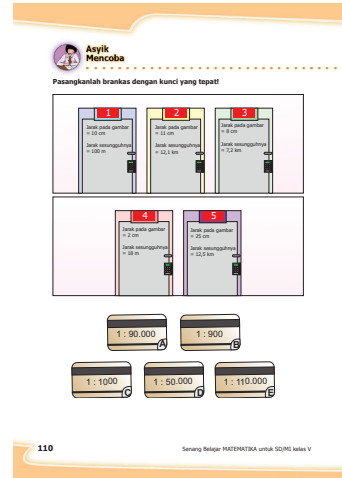 Asyik
Mencoba
Pasangkanlah brankas dengan kunci yang tepat!
1
Jarak pada gambar
= 10 cm
Jarak sesungguhnya
= 100 m
2
Jarak pada gambar
= 11 cm
Jarak sesungguhnya
= 12,1 km
3
Jarak pada gambar
= 8 cm
Jarak sesungguhnya
= 7,2 km
4
Jarak pada gambar
= 2 cm
Jarak sesungguhnya
= 18 m
5
Jarak pada gambar
= 25 cm
Jarak sesungguhnya
= 12,5 km
1 : 90.000
A
1 : 900
B
1 : 1000
C
1 : 50.000
D
1 : 110.000
E
110
Senang Belajar MATEMATIKA untuk SD/MI kelas V